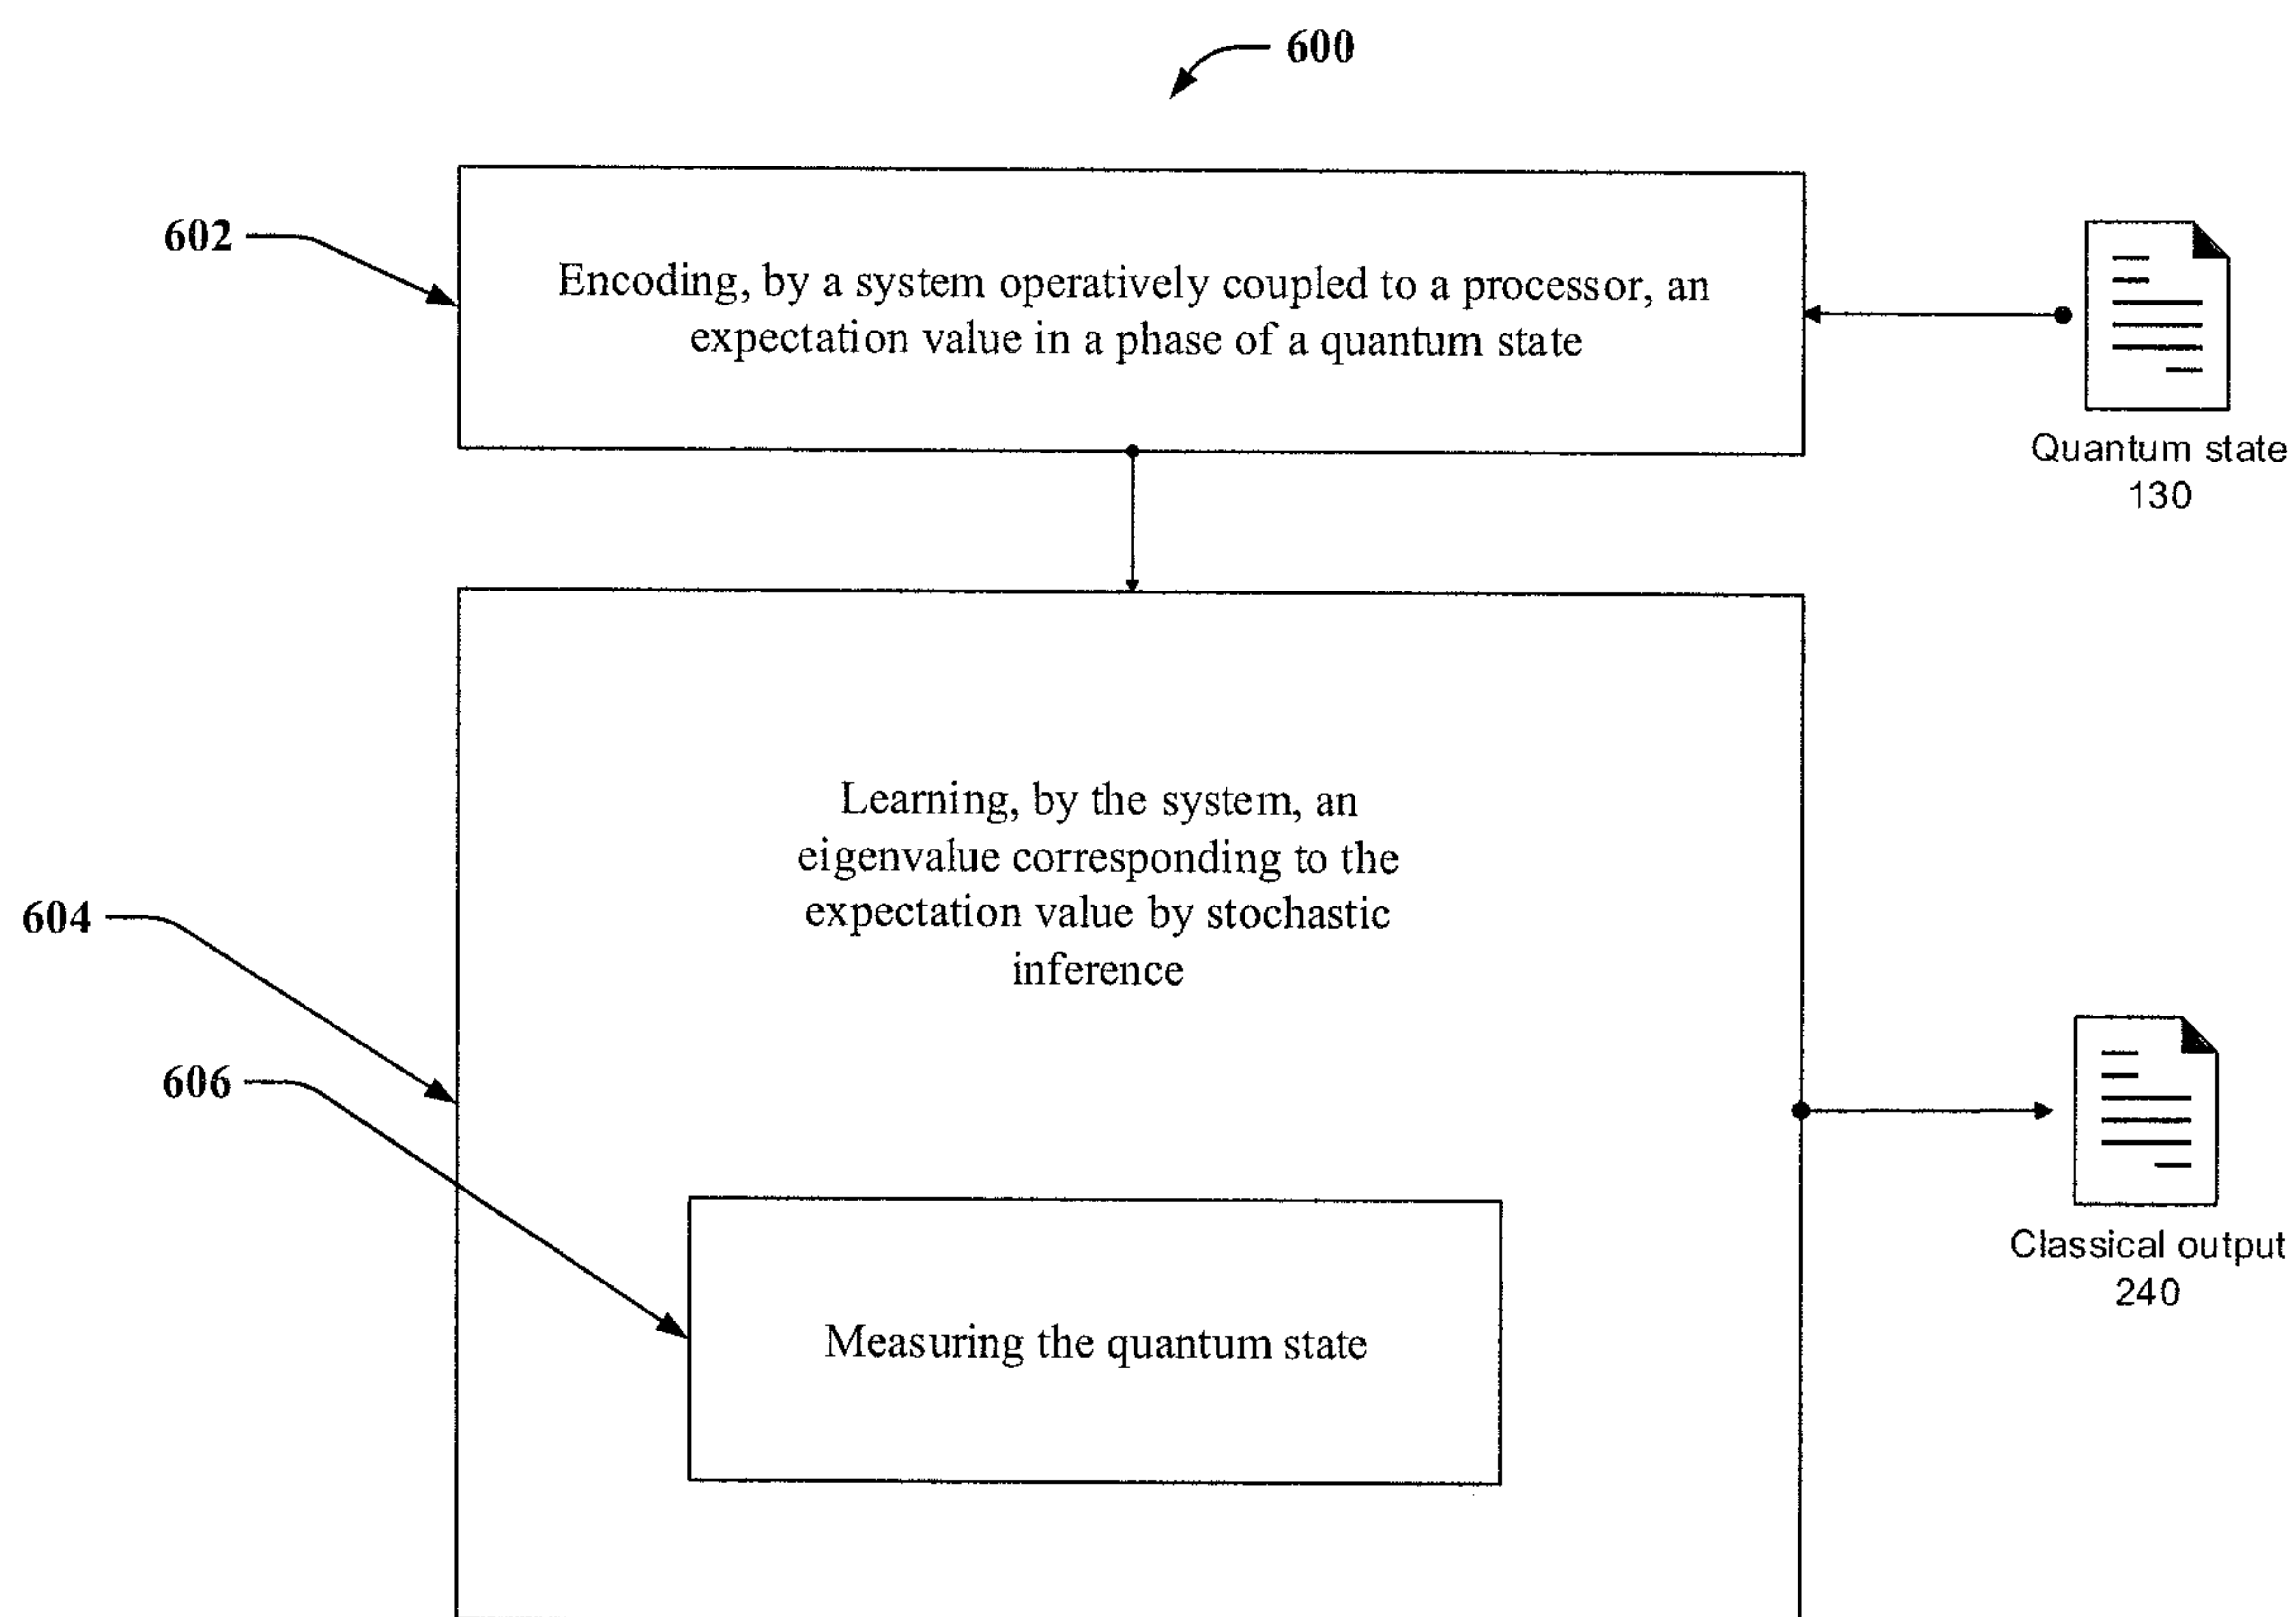 600
602
Encoding, by a system operatively coupled to a processor, an
expectation value in a phase of a quantum state
Quantum state
130
Learning, by the system, an
eigenvalue corresponding to the
expectation value by stochastic
inference
604
606
Measuring the quantum state
Classical output
240